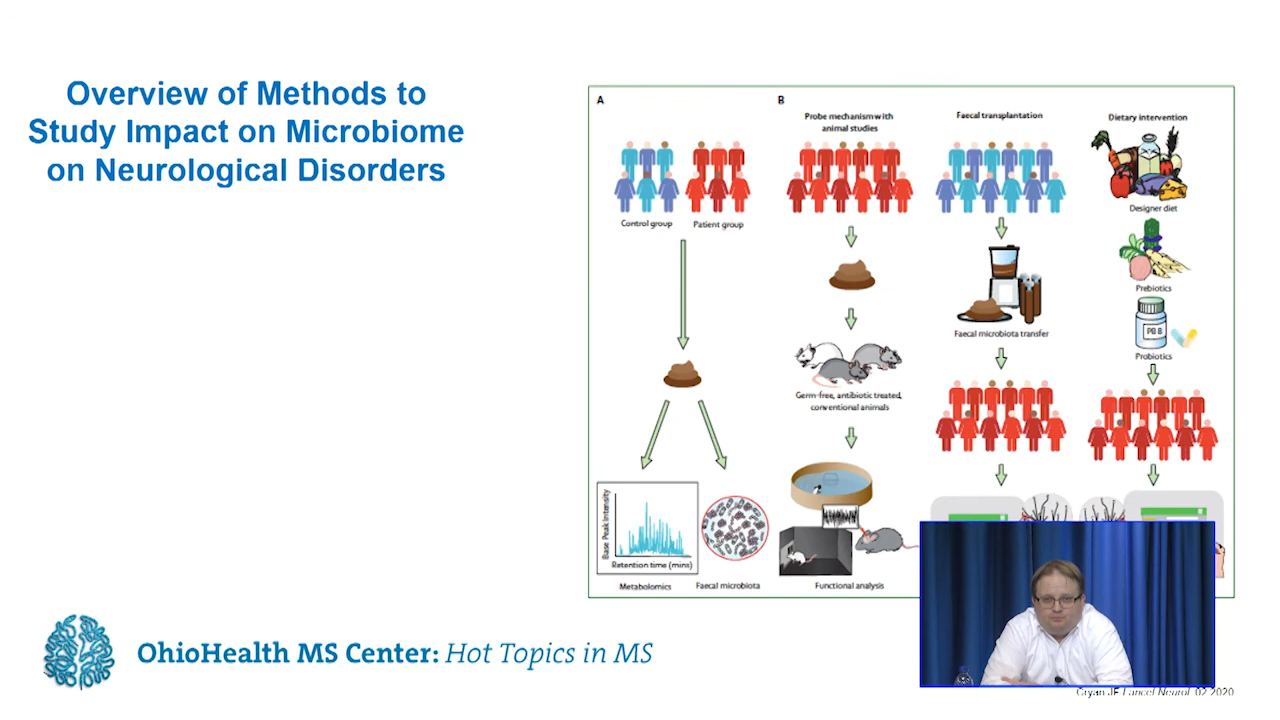 Overview of Methods to
Study Impact on Microbiome
on Neurological Disorders
A
Control group
Patient group
Base Peak Intensity
Retention time (mins)
Metabolomics
Faecal microbiota
B
Probe mechanism with
animal studies
Germ-free, antibiotic treated,
conventional animals
Functional analysis
Faecal transplantation
Faecal microbiota transfer
Dietary intervention
Designer diet
Prebiotics
PB 8
Probiotics
OhioHealth MS Center: Hot Topics in MS
Cryan JF Lancet Neurol 02 2020